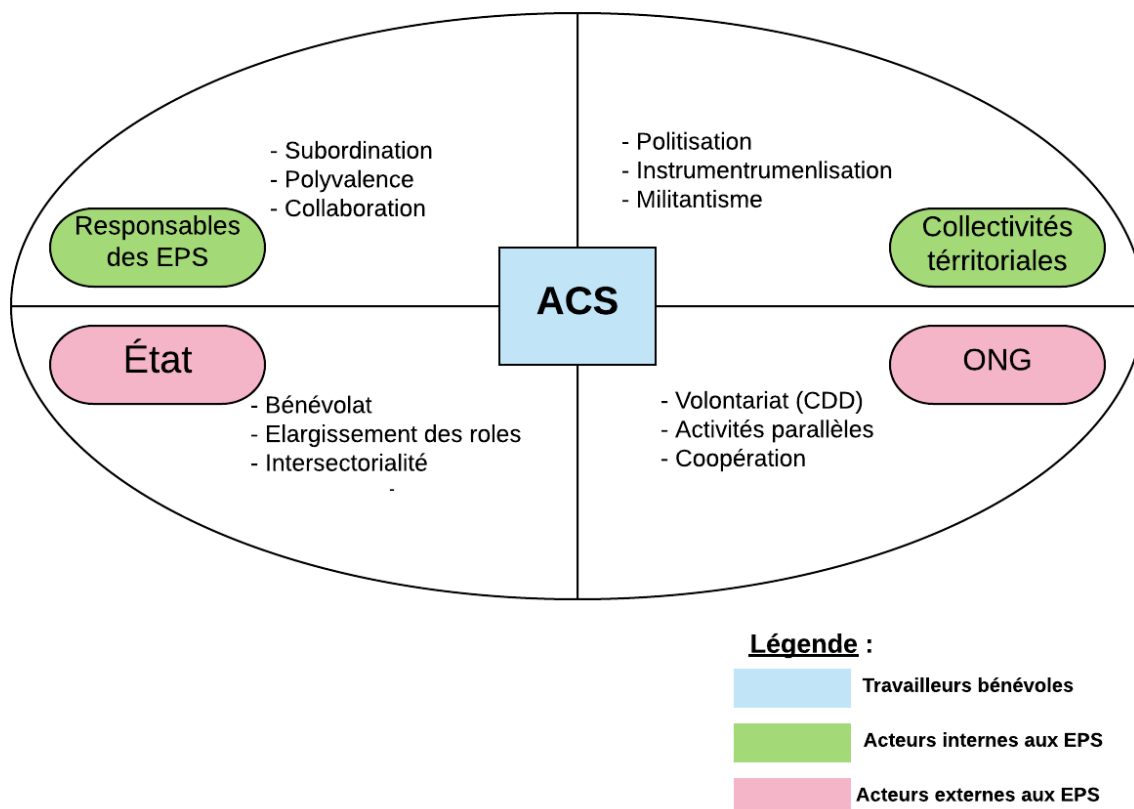 - Subordination
- Polyvalence
- Collaboration
- Politisation
- Instrumentrumenlisation
- Militantisme
Responsables
des EPS
Collectivités
térritoriales
ACS
État
ONG
- Bénévolat
- Elargissement des roles
- Intersectorialité
-
- Volontariat (CDD)
- Activités parallèles
- Coopération
Légende :
Travailleurs bénévoles
Acteurs internes aux EPS
Acteurs externes aux EPS